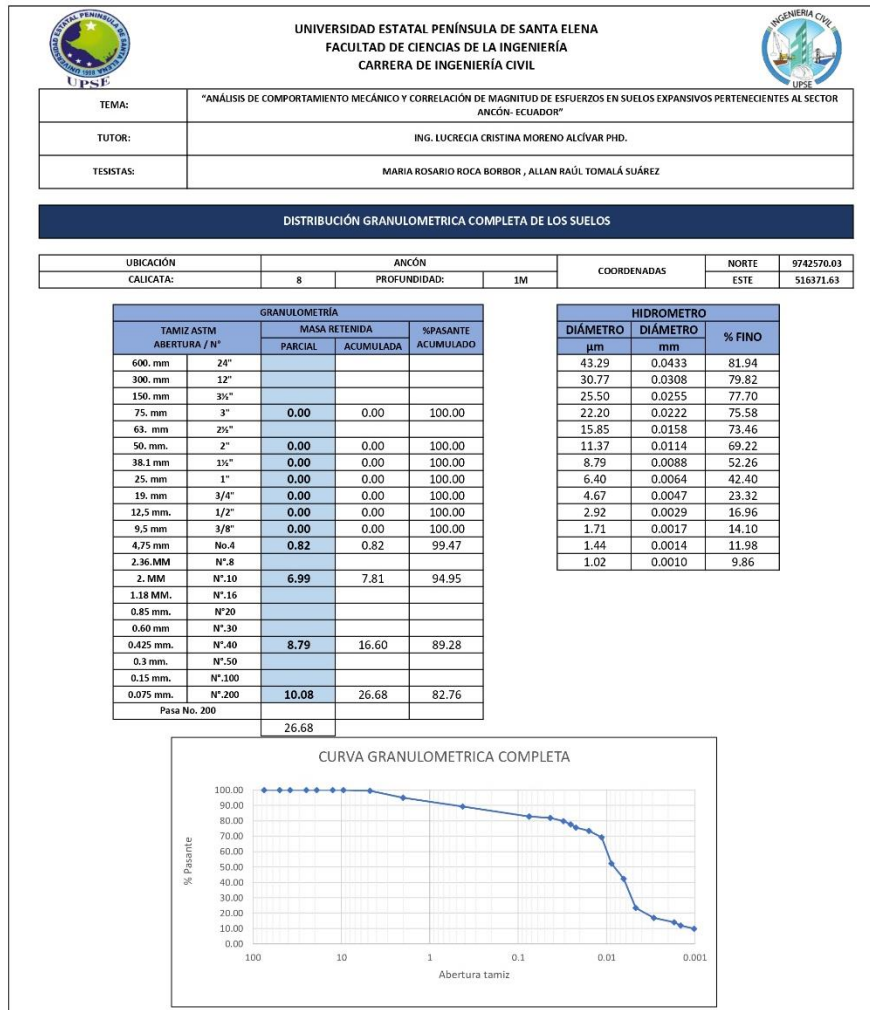 UNIVERSIDAD ESTATAL PENÍNSULA DE SANTA ELENA
FACULTAD DE CIENCIAS DE LA INGENIERÍA
CARRERA DE INGENIERÍA CIVIL
UNIVERSIDAD ESTATAL PENINSULA DE SANTA ELENA
UPSE
INGENIERIA CIVIL
UPSE
TEMA: "ANÁLISIS DE COMPORTAMIENTO MECÁNICO Y CORRELACIÓN DE MAGNITUD DE ESFUERZOS EN SUELOS EXPANSIVOS PERTENECIENTES AL SECTOR
ANCÓN- ECUADOR"
TUTOR: ING. LUCRECIA CRISTINA MORENO ALCÍVAR PHD.
TESISTAS: MARIA ROSARIO ROCA BORBOR , ALLAN RAÚL TOMALÁ SUÁREZ
DISTRIBUCIÓN GRANULOMETRICA COMPLETA DE LOS SUELOS
UBICACIÓN ANCÓN COORDENADAS NORTE 9742570.03
CALICATA: 8 PROFUNDIDAD: 1M ESTE 516371.63
GRANULOMETRÍA
TAMIZ ASTM MASA RETENIDA %PASANTE
ABERTURA / N° PARCIAL ACUMULADA ACUMULADO
600. mm 24"
300. mm 12"
150. mm 3½"
75. mm 3" 0.00 0.00 100.00
63. mm 2½"
50. mm. 2" 0.00 0.00 100.00
38.1 mm 1½" 0.00 0.00 100.00
25. mm 1" 0.00 0.00 100.00
19. mm 3/4" 0.00 0.00 100.00
12,5 mm. 1/2" 0.00 0.00 100.00
9,5 mm 3/8" 0.00 0.00 100.00
4,75 mm No.4 0.82 0.82 99.47
2.36.MM N°.8
2. MM N°.10 6.99 7.81 94.95
1.18 MM. N°.16
0.85 mm. N°20
0.60 mm N°.30
0.425 mm. N°.40 8.79 16.60 89.28
0.3 mm. N°.50
0.15 mm. N°.100
0.075 mm. N°.200 10.08 26.68 82.76
Pasa No. 200
26.68
HIDROMETRO
DIÁMETRO DIÁMETRO % FINO
µm mm
43.29 0.0433 81.94
30.77 0.0308 79.82
25.50 0.0255 77.70
22.20 0.0222 75.58
15.85 0.0158 73.46
11.37 0.0114 69.22
8.79 0.0088 52.26
6.40 0.0064 42.40
4.67 0.0047 23.32
2.92 0.0029 16.96
1.71 0.0017 14.10
1.44 0.0014 11.98
1.02 0.0010 9.86
CURVA GRANULOMETRICA COMPLETA
% Pasante
100.00
90.00
80.00
70.00
60.00
50.00
40.00
30.00
20.00
10.00
0.00
100 10 1 0.1 0.01 0.001
Abertura tamiz